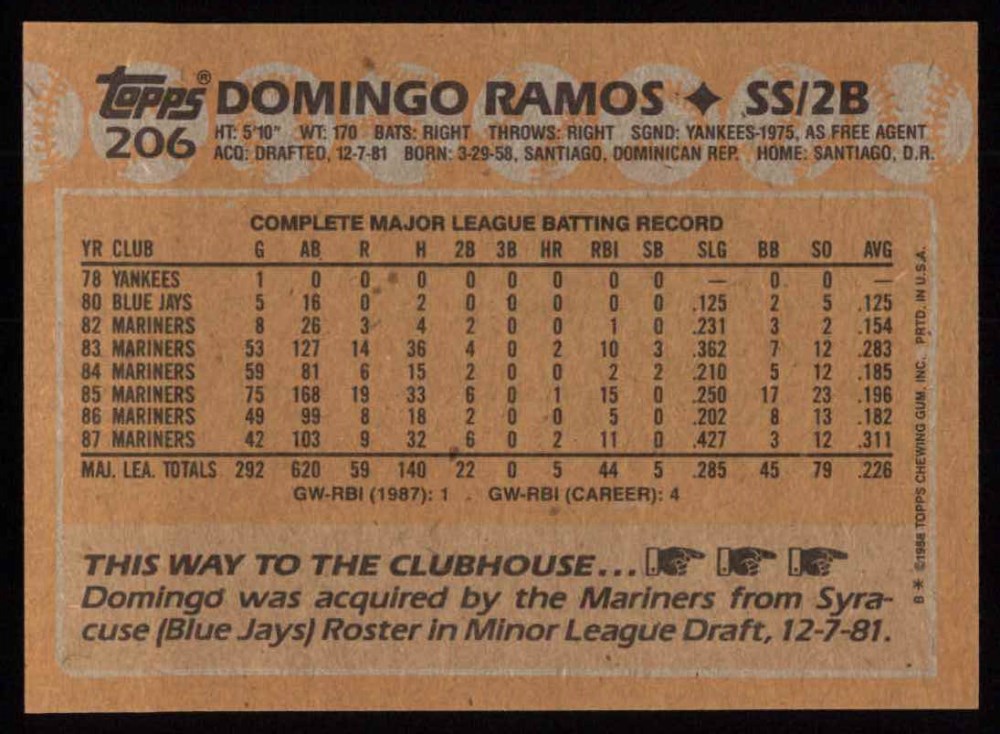 topps® DOMINGO RAMOS ✦ SS/2B
206 HT: 5'10" WT: 170 BATS: RIGHT THROWS: RIGHT SGND: YANKEES-1975, AS FREE AGENT
ACQ: DRAFTED, 12-7-81 BORN: 3-29-58, SANTIAGO, DOMINICAN REP. HOME: SANTIAGO, D.R.
COMPLETE MAJOR LEAGUE BATTING RECORD
YR CLUB G AB R H 2B 3B HR RBI SB SLG BB SO AVG
78 YANKEES 1 0 0 0 0 0 0 0 0 — 0 0 —
80 BLUE JAYS 5 16 0 2 0 0 0 0 0 .125 2 5 .125
82 MARINERS 8 26 3 4 2 0 0 1 0 .231 3 2 .154
83 MARINERS 53 127 14 36 4 0 2 10 3 .362 7 12 .283
84 MARINERS 59 81 6 15 2 0 0 2 2 .210 5 12 .185
85 MARINERS 75 168 19 33 6 0 1 15 0 .250 17 23 .196
86 MARINERS 49 99 8 18 2 0 0 5 0 .202 8 13 .182
87 MARINERS 42 103 9 32 6 0 2 11 0 .427 3 12 .311
MAJ. LEA. TOTALS 292 620 59 140 22 0 5 44 5 .285 45 79 .226
GW-RBI (1987): 1 GW-RBI (CAREER): 4
THIS WAY TO THE CLUBHOUSE...
Domingo was acquired by the Mariners from Syra-
cuse (Blue Jays) Roster in Minor League Draft, 12-7-81.
B * ©1988 TOPPS CHEWING GUM, INC. PRTD. IN U.S.A.